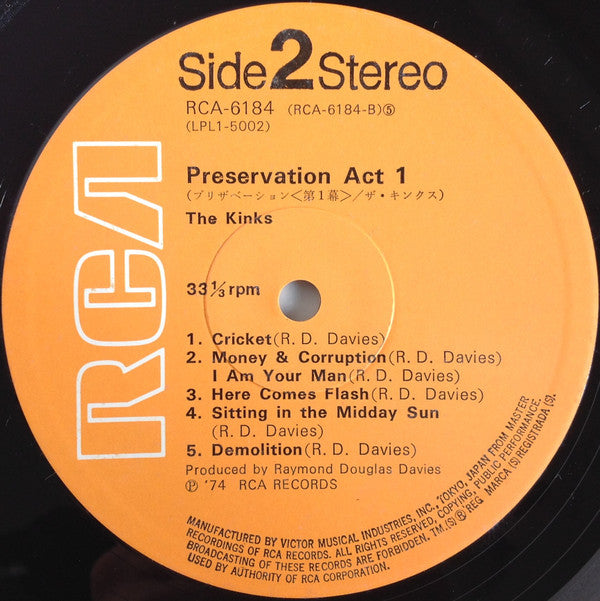 Side 2 Stereo
RCA-6184 (RCA-6184-B)⑤
(LPL1-5002)
RCA
Preservation Act 1
(プリザベーション<第1幕>/ザ・キンクス)
The Kinks
33⅓ rpm
1. Cricket(R. D. Davies)
2. Money & Corruption(R. D. Davies)
I Am Your Man(R. D. Davies)
3. Here Comes Flash(R. D. Davies)
4. Sitting in the Midday Sun
(R. D. Davies)
5. Demolition(R. D. Davies)
Produced by Raymond Douglas Davies
Ⓟ '74 RCA RECORDS
MANUFACTURED BY VICTOR MUSICAL INDUSTRIES, INC., TOKYO, JAPAN FROM MASTER
RECORDINGS OF RCA RECORDS. ALL RIGHTS RESERVED, COPYING, PUBLIC PERFORMANCE,
BROADCASTING OF THESE RECORDS ARE FORBIDDEN, TM.(S)® REG MARCA (S) REGISTRADA (S).
USED BY AUTHORITY OF RCA CORPORATION.